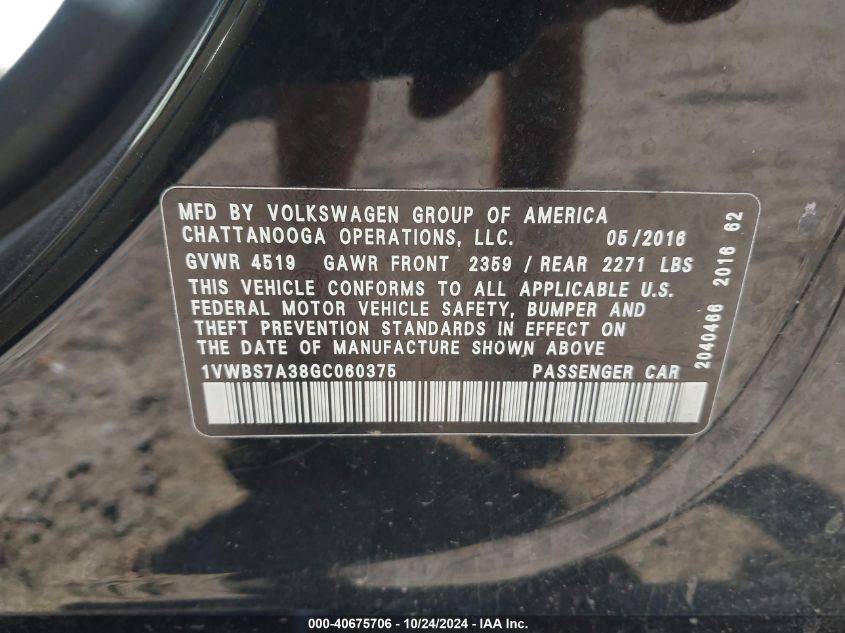 MFD BY VOLKSWAGEN GROUP OF AMERICA
CHATTANOOGA OPERATIONS, LLC. 05/2016
GVWR 4519 GAWR FRONT 2359 / REAR 2271 LBS
THIS VEHICLE CONFORMS TO ALL APPLICABLE U.S.
FEDERAL MOTOR VEHICLE SAFETY, BUMPER AND
THEFT PREVENTION STANDARDS IN EFFECT ON
THE DATE OF MANUFACTURE SHOWN ABOVE
1VWBS7A38GC060375 PASSENGER CAR
2040466 2016 62
000-40675706 - 10/24/2024 - IAA Inc.